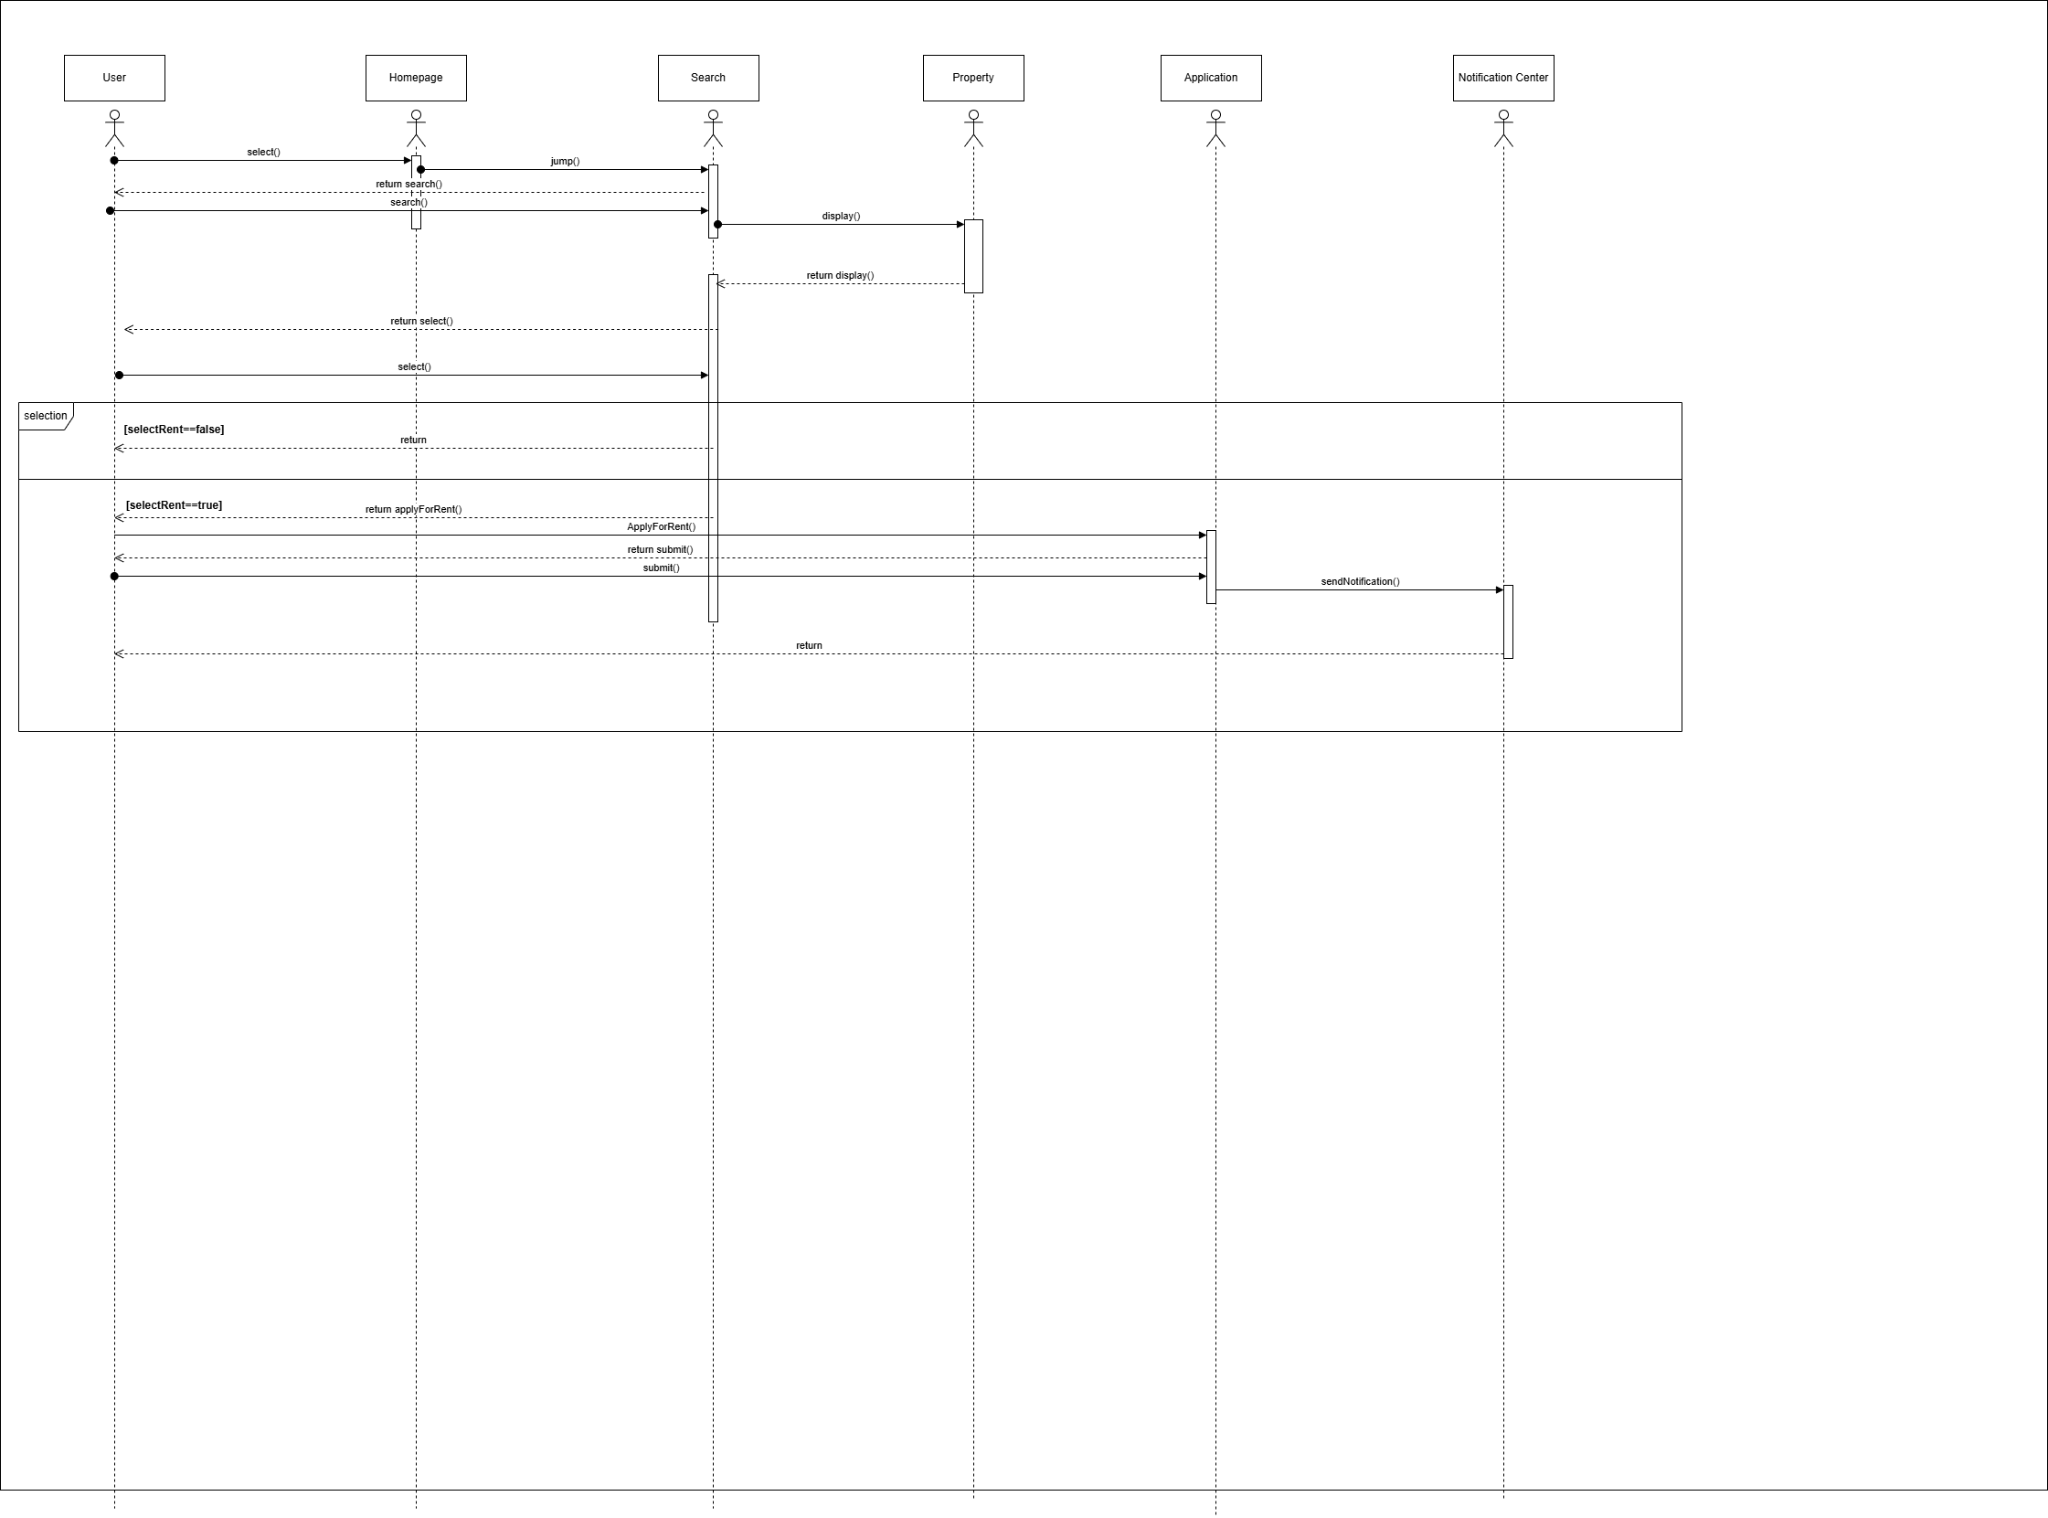 User
Homepage
Search
Property
Application
Notification Center
select()
jump()
return search()
search()
display()
return display()
return select()
select()
selection
[selectRent==false]
return
[selectRent==true]
return applyForRent()
ApplyForRent()
return submit()
submit()
sendNotification()
return